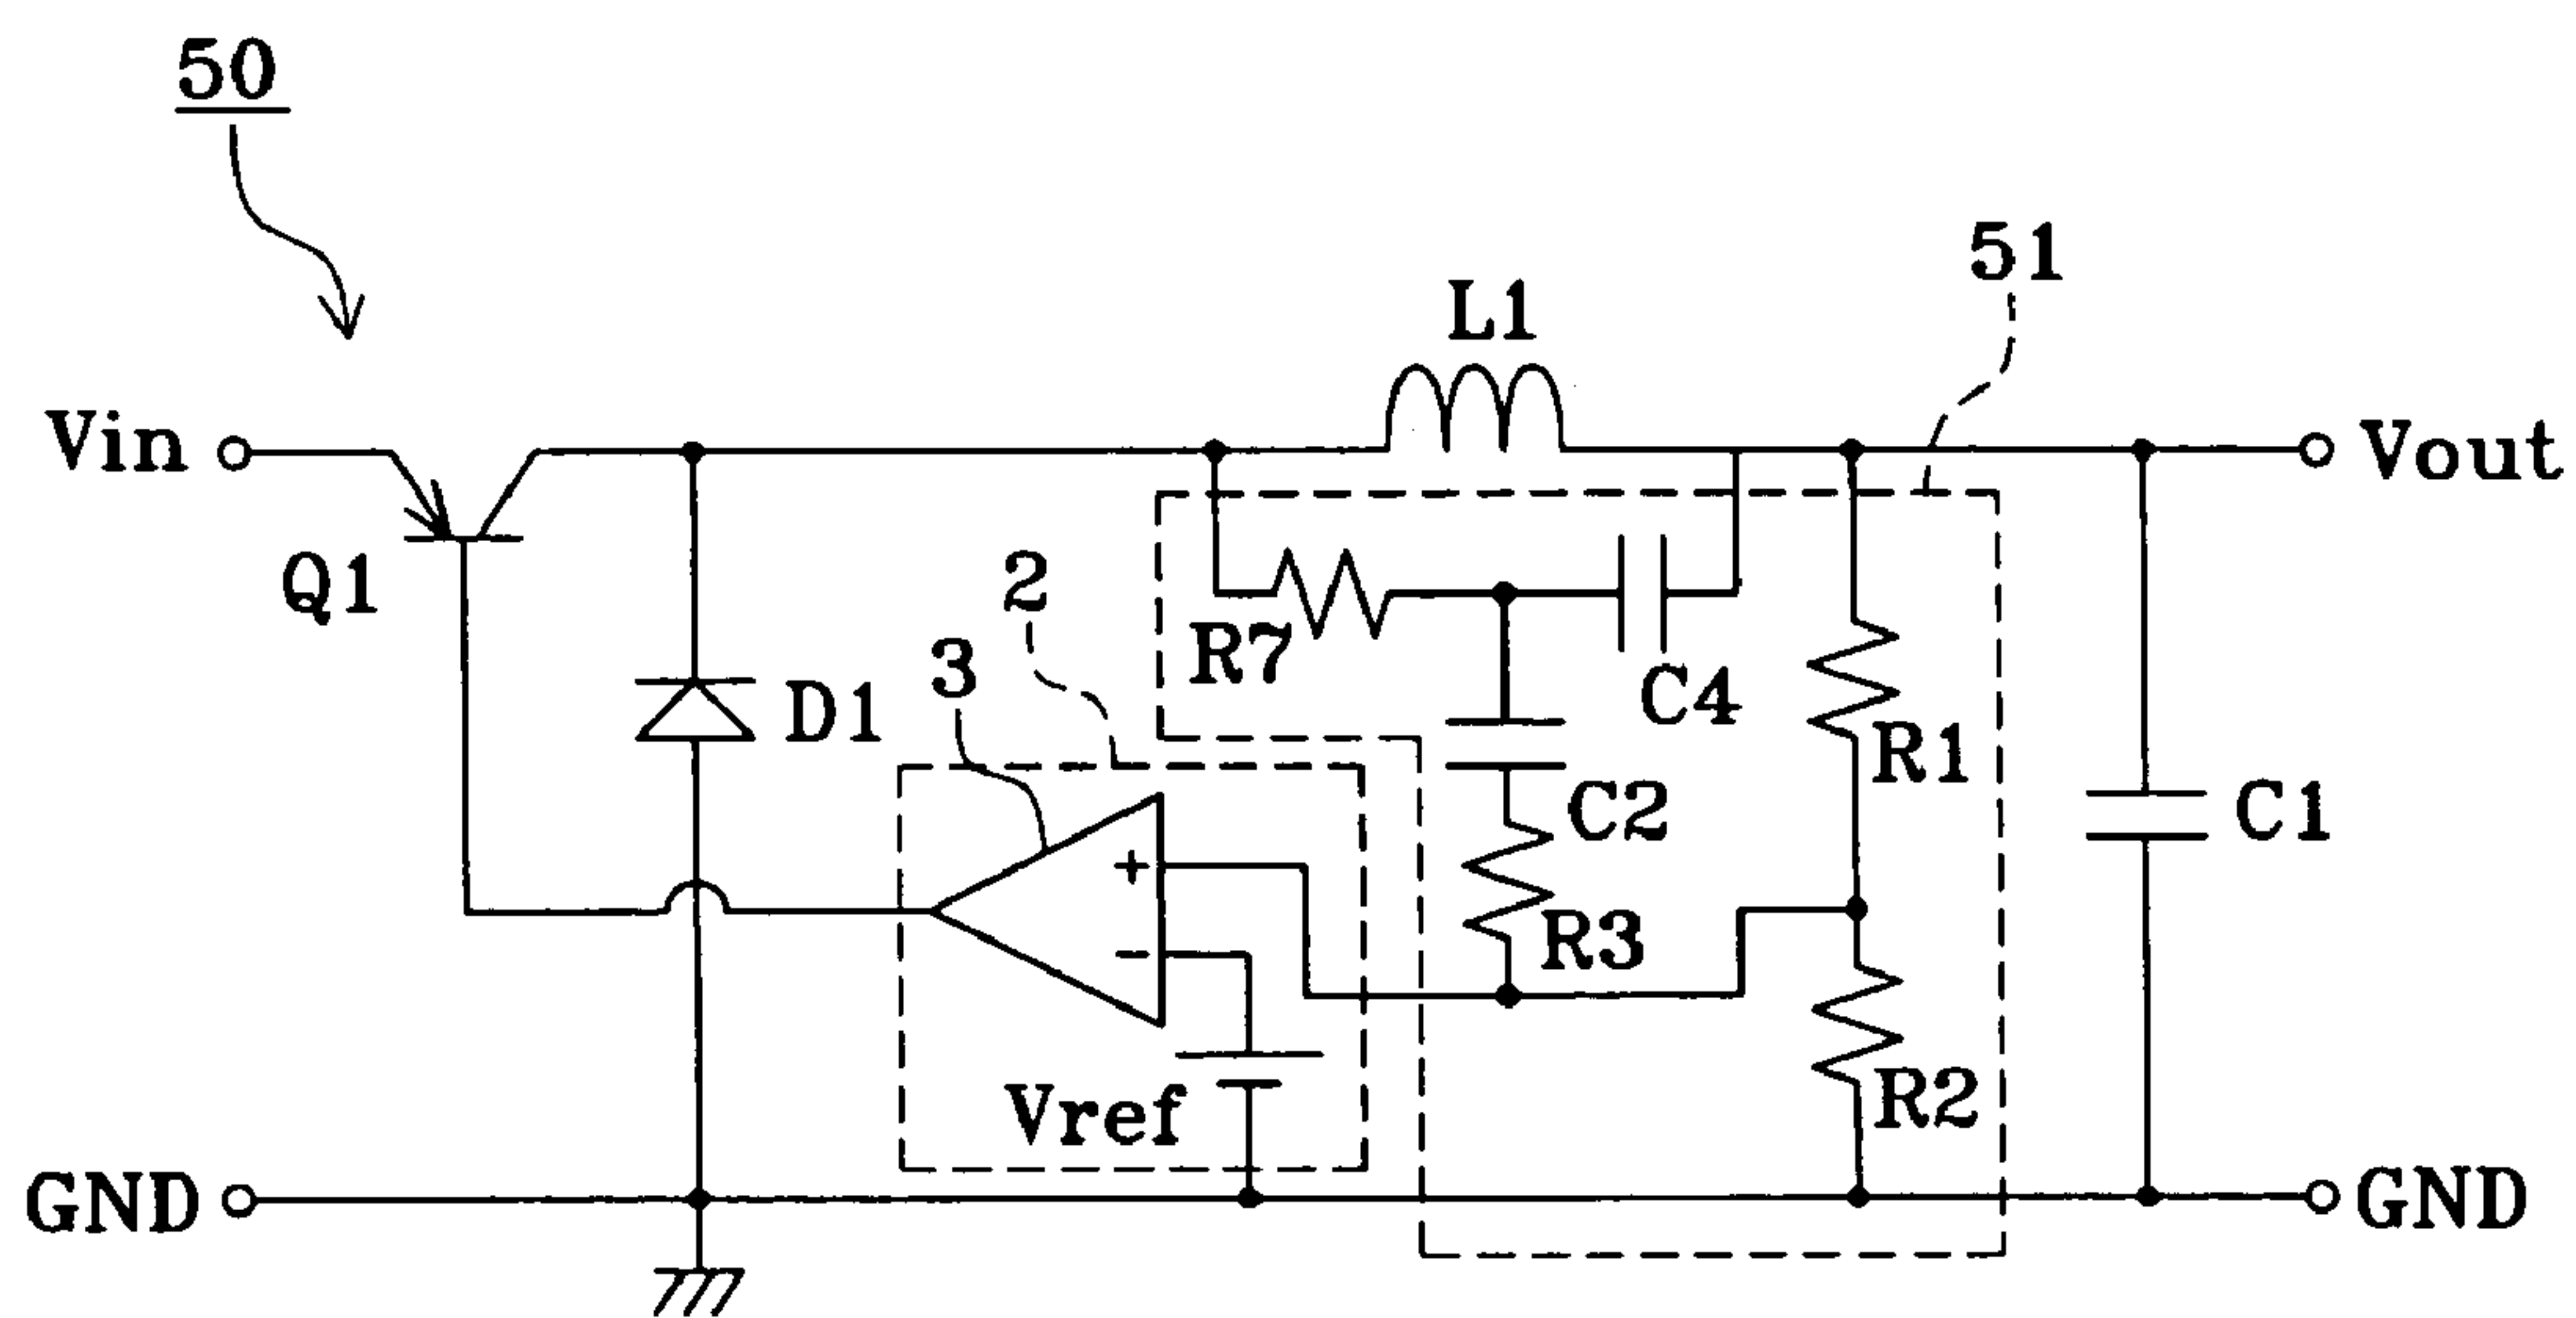 50
51
L1
Vin
Vout
Q1
2
R7
3
C4
D1
R1
C2
C1
+
R3
−
Vref
R2
GND
GND